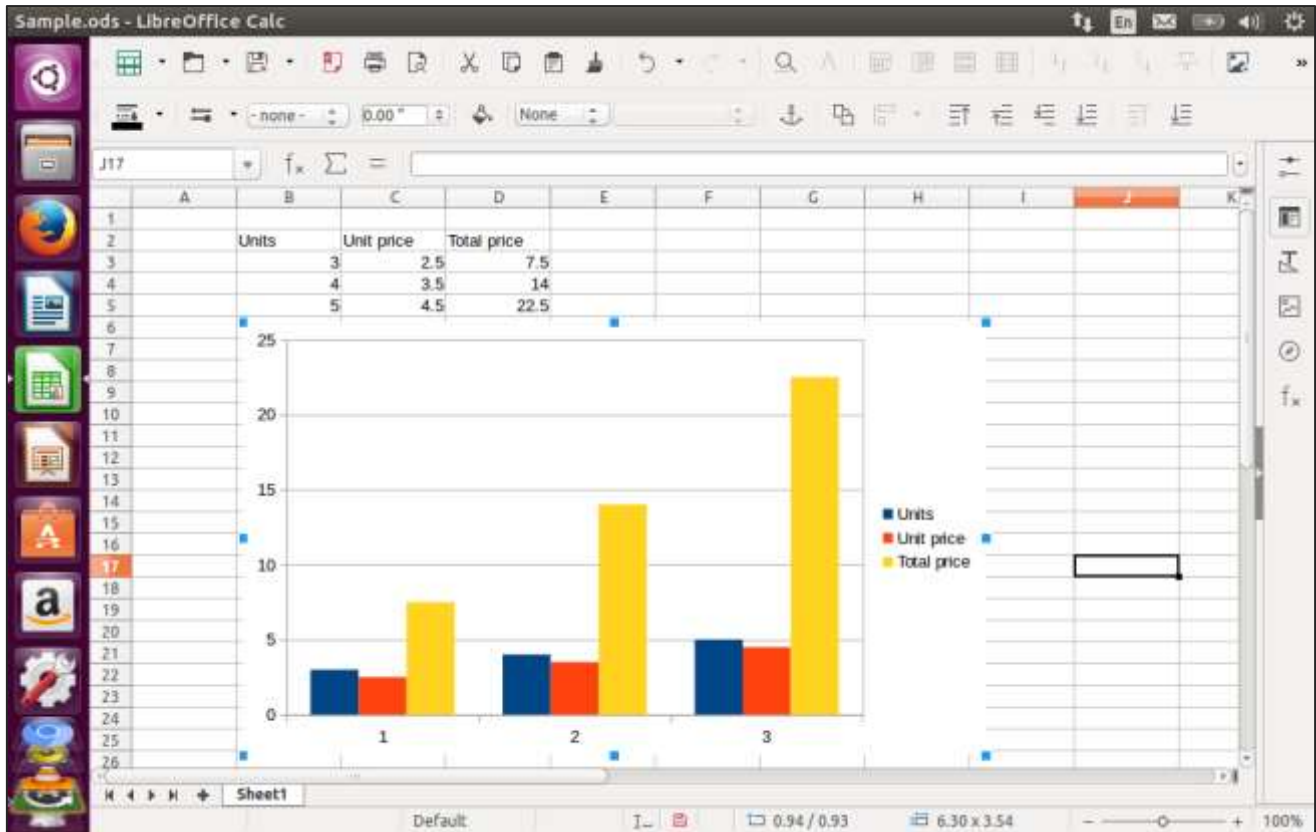 Sample.ods - LibreOffice Calc En
- none - 0.00 " None
J17 fx Σ =
A B C D E F G H I J K
1
2 Units Unit price Total price
3 3 2.5 7.5
4 4 3.5 14
5 5 4.5 22.5
6
7
8
9
10
11
12
13
14
15
16
17
18
19
20
21
22
23
24
25
26
25
20
15
10
5
0
1 2 3
Units
Unit price
Total price
Sheet1
Default 0.94 / 0.93 6.30 x 3.54 100%